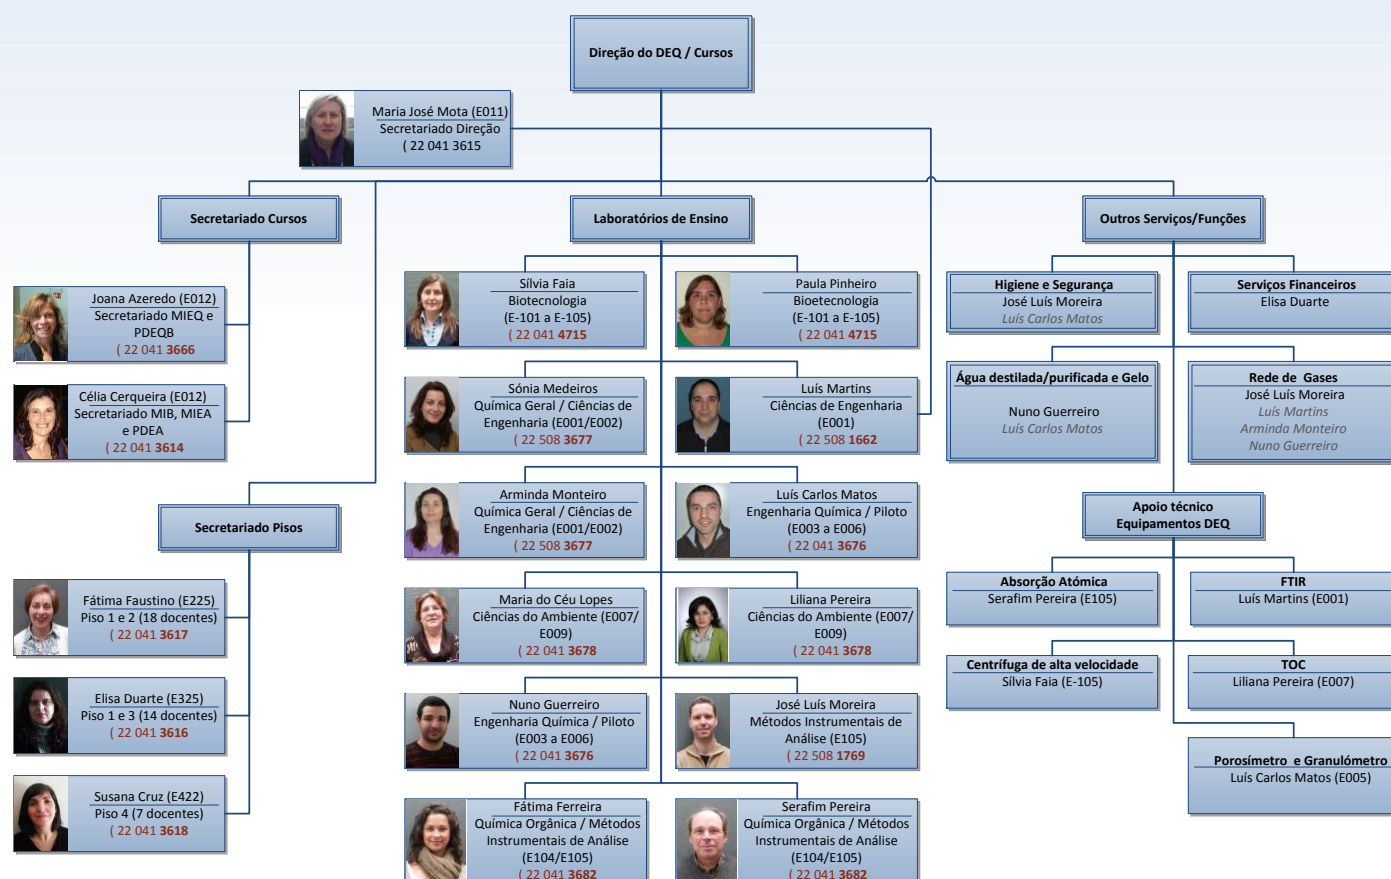 Direção do DEQ / Cursos
Maria José Mota (E011)
Secretariado Direção
( 22 041 3615
Secretariado Cursos
Joana Azeredo (E012)
Secretariado MIEQ e
PDEQB
( 22 041 3666
Célia Cerqueira (E012)
Secretariado MIB, MIEA
e PDEA
( 22 041 3614
Secretariado Pisos
Fátima Faustino (E225)
Piso 1 e 2 (18 docentes)
( 22 041 3617
Elisa Duarte (E325)
Piso 1 e 3 (14 docentes)
( 22 041 3616
Susana Cruz (E422)
Piso 4 (7 docentes)
( 22 041 3618
Laboratórios de Ensino
Sílvia Faia
Biotecnologia
(E-101 a E-105)
( 22 041 4715
Paula Pinheiro
Bioetecnologia
(E-101 a E-105)
( 22 041 4715
Sónia Medeiros
Química Geral / Ciências de
Engenharia (E001/E002)
( 22 508 3677
Luís Martins
Ciências de Engenharia
(E001)
( 22 508 1662
Arminda Monteiro
Química Geral / Ciências de
Engenharia (E001/E002)
( 22 508 3677
Luís Carlos Matos
Engenharia Química / Piloto
(E003 a E006)
( 22 041 3676
Maria do Céu Lopes
Ciências do Ambiente (E007/
E009)
( 22 041 3678
Liliana Pereira
Ciências do Ambiente (E007/
E009)
( 22 041 3678
Nuno Guerreiro
Engenharia Química / Piloto
(E003 a E006)
( 22 041 3676
José Luís Moreira
Métodos Instrumentais de
Análise (E105)
( 22 508 1769
Fátima Ferreira
Química Orgânica / Métodos
Instrumentais de Análise
(E104/E105)
( 22 041 3682
Serafim Pereira
Química Orgânica / Métodos
Instrumentais de Análise
(E104/E105)
( 22 041 3682
Outros Serviços/Funções
Higiene e Segurança
José Luís Moreira
Luís Carlos Matos
Serviços Financeiros
Elisa Duarte
Água destilada/purificada e Gelo
Nuno Guerreiro
Luís Carlos Matos
Rede de Gases
José Luís Moreira
Luís Martins
Arminda Monteiro
Nuno Guerreiro
Apoio técnico
Equipamentos DEQ
Absorção Atómica
Serafim Pereira (E105)
FTIR
Luís Martins (E001)
Centrífuga de alta velocidade
Sílvia Faia (E-105)
TOC
Liliana Pereira (E007)
Porosímetro e Granulómetro
Luís Carlos Matos (E005)